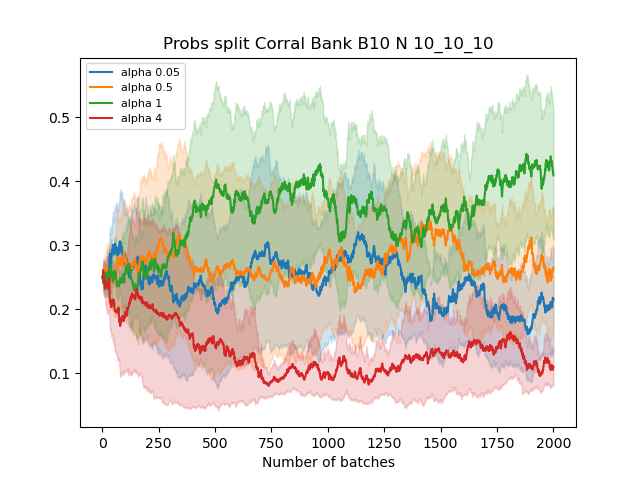 Probs split Corral Bank B10 N 10_10_10
alpha 0.05
alpha 0.5
alpha 1
alpha 4
0.5
0.4
0.3
0.2
0.1
0 250 500 750 1000 1250 1500 1750 2000
Number of batches